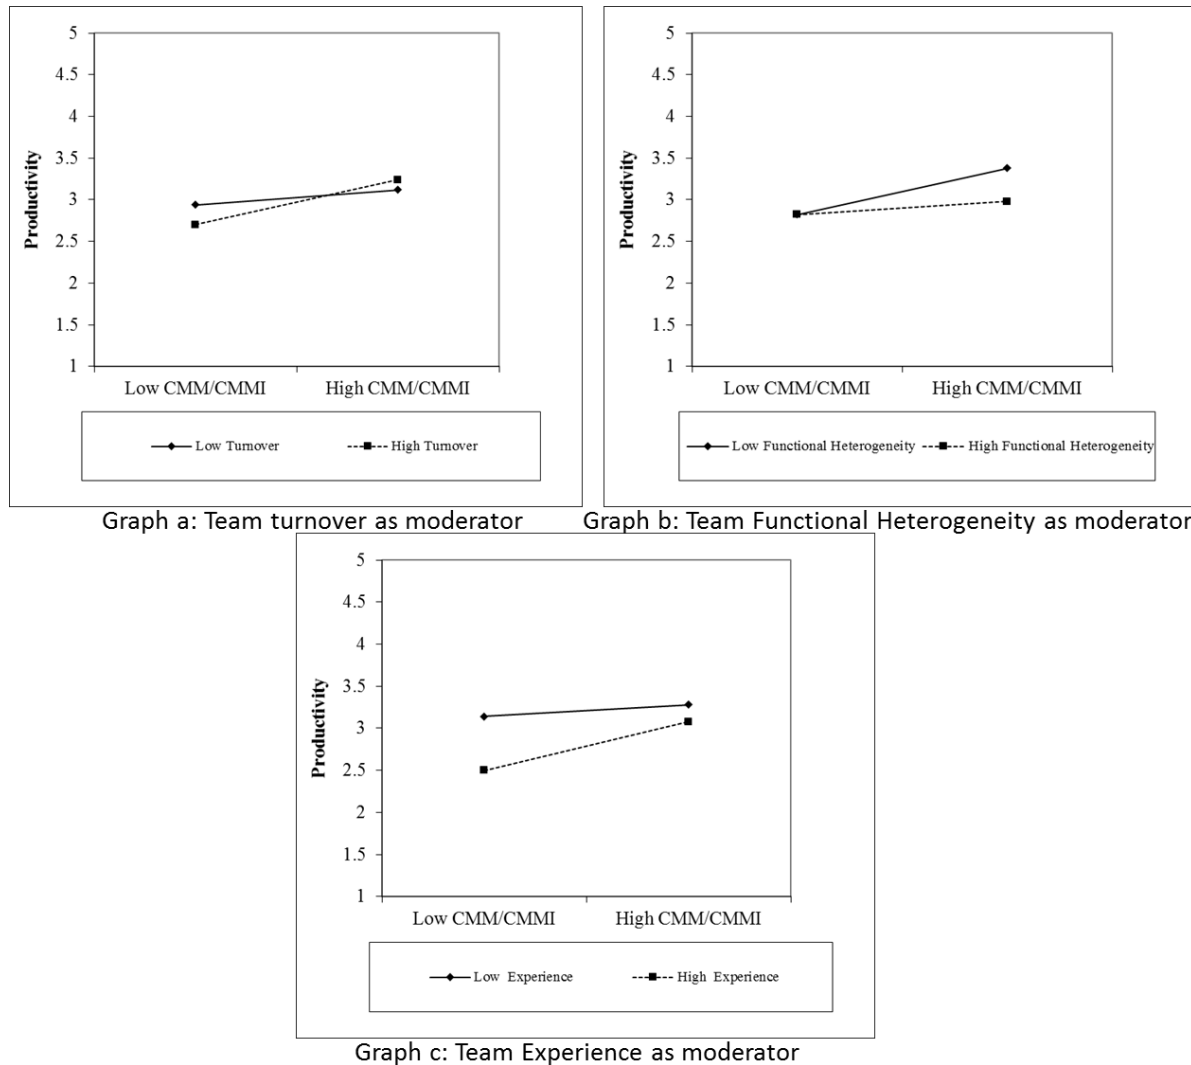 5
4.5
4
3.5
3
2.5
2
1.5
1
Productivity
Low CMM/CMMI High CMM/CMMI
Low Turnover High Turnover
Graph a: Team turnover as moderator
5
4.5
4
3.5
3
2.5
2
1.5
1
Productivity
Low CMM/CMMI High CMM/CMMI
Low Functional Heterogeneity High Functional Heterogeneity
Graph b: Team Functional Heterogeneity as moderator
5
4.5
4
3.5
3
2.5
2
1.5
1
Productivity
Low CMM/CMMI High CMM/CMMI
Low Experience High Experience
Graph c: Team Experience as moderator